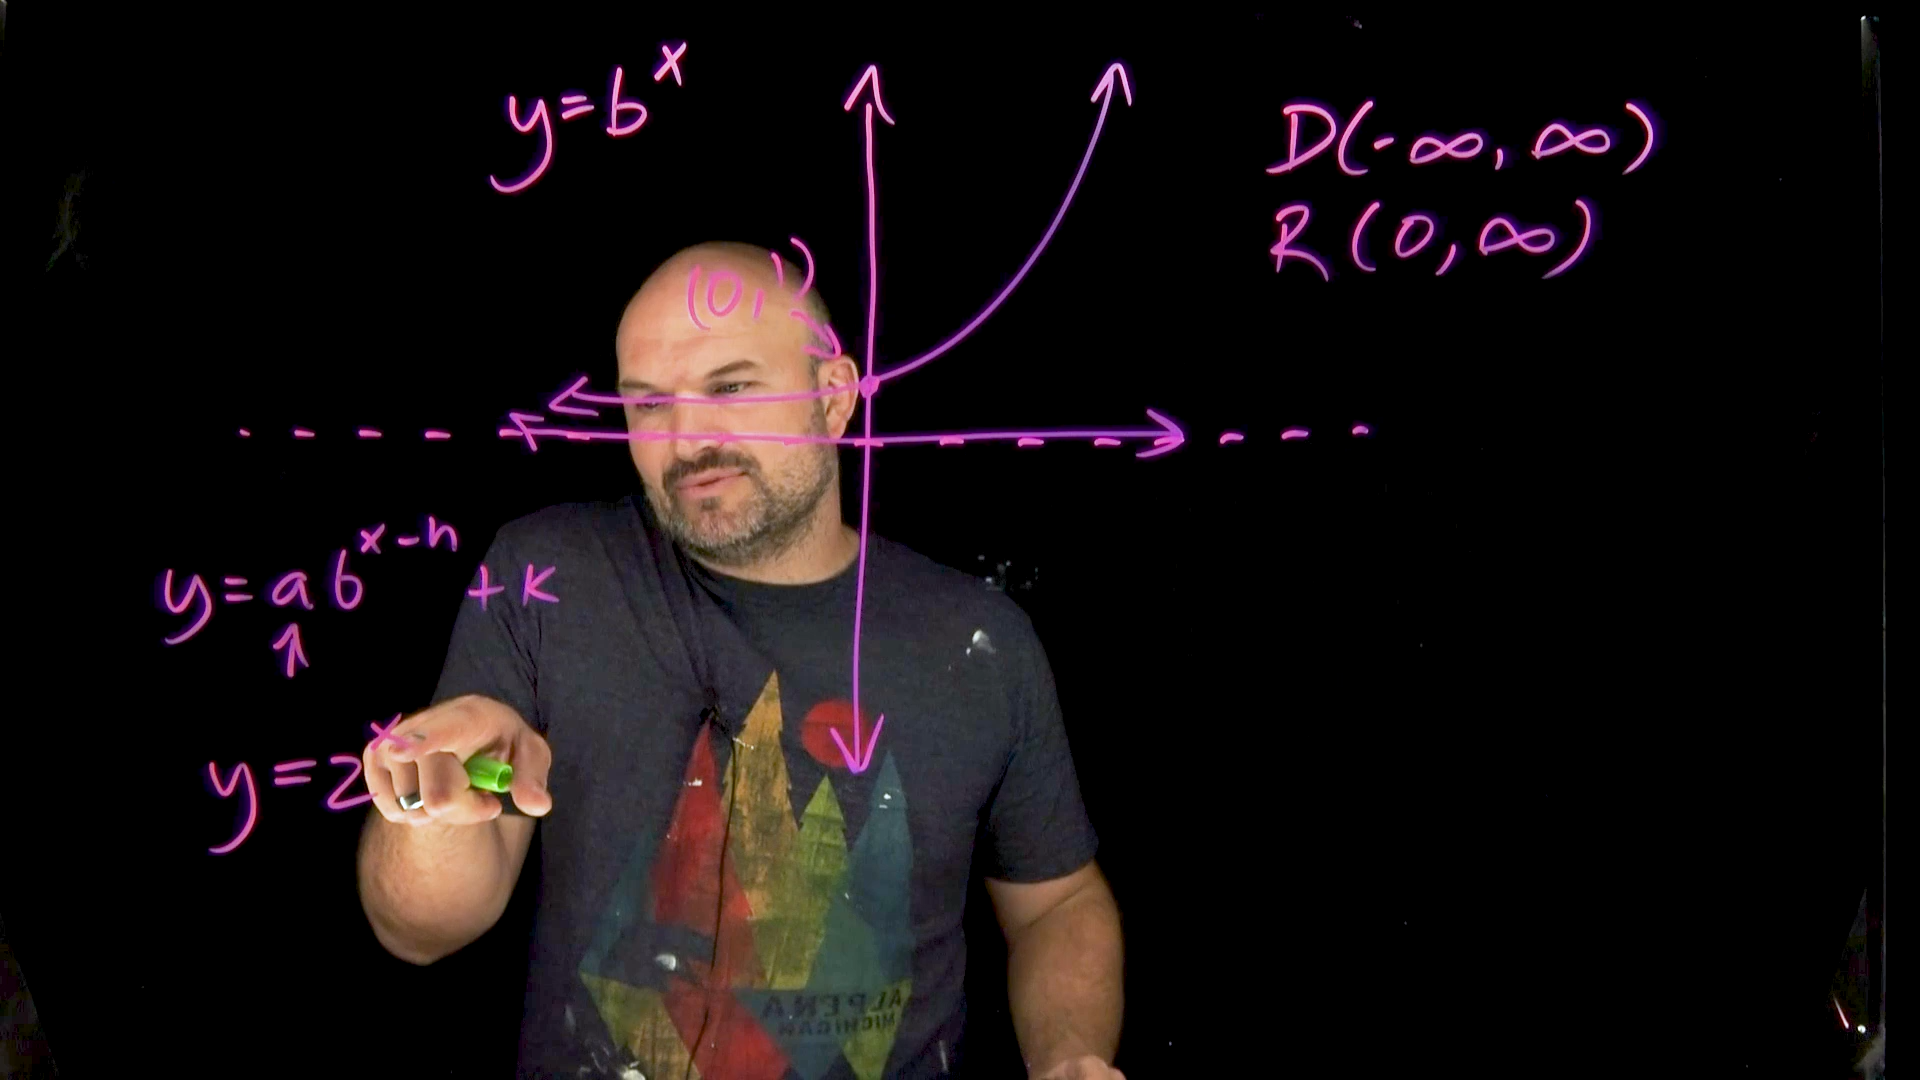 y=b^x
D(-∞, ∞)
R (0, ∞)
(0,1)
y=ab^x-h + k
y=2^x
ALPENA
MICHIGAN